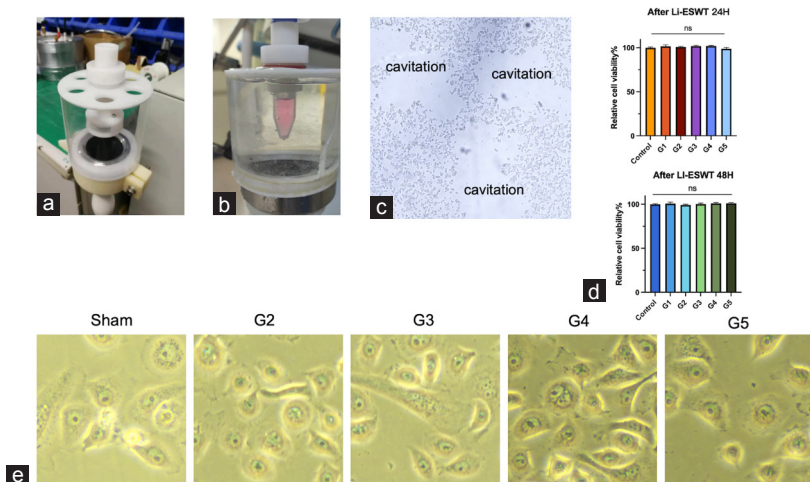 a
b
cavitation
cavitation
cavitation
c
After Li-ESWT 24H
ns
Relative cell viability%
100
50
0
Control
G1
G2
G3
G4
G5
After LI-ESWT 48H
ns
Relative cell viability%
100
50
0
Control
G1
G2
G3
G4
G5
d
Sham
G2
G3
G4
G5
e